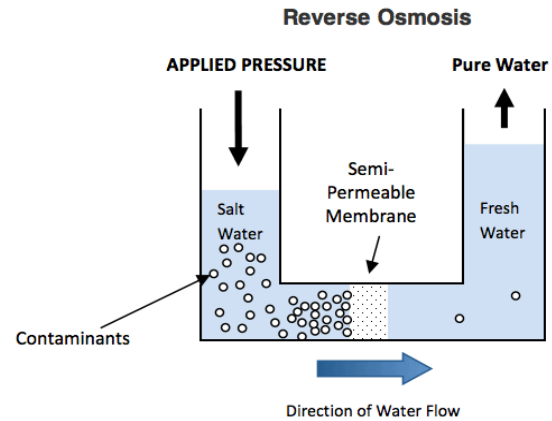 Reverse Osmosis
APPLIED PRESSURE
Pure Water
Semi-
Permeable
Membrane
Salt
Water
Fresh
Water
Contaminants
Direction of Water Flow